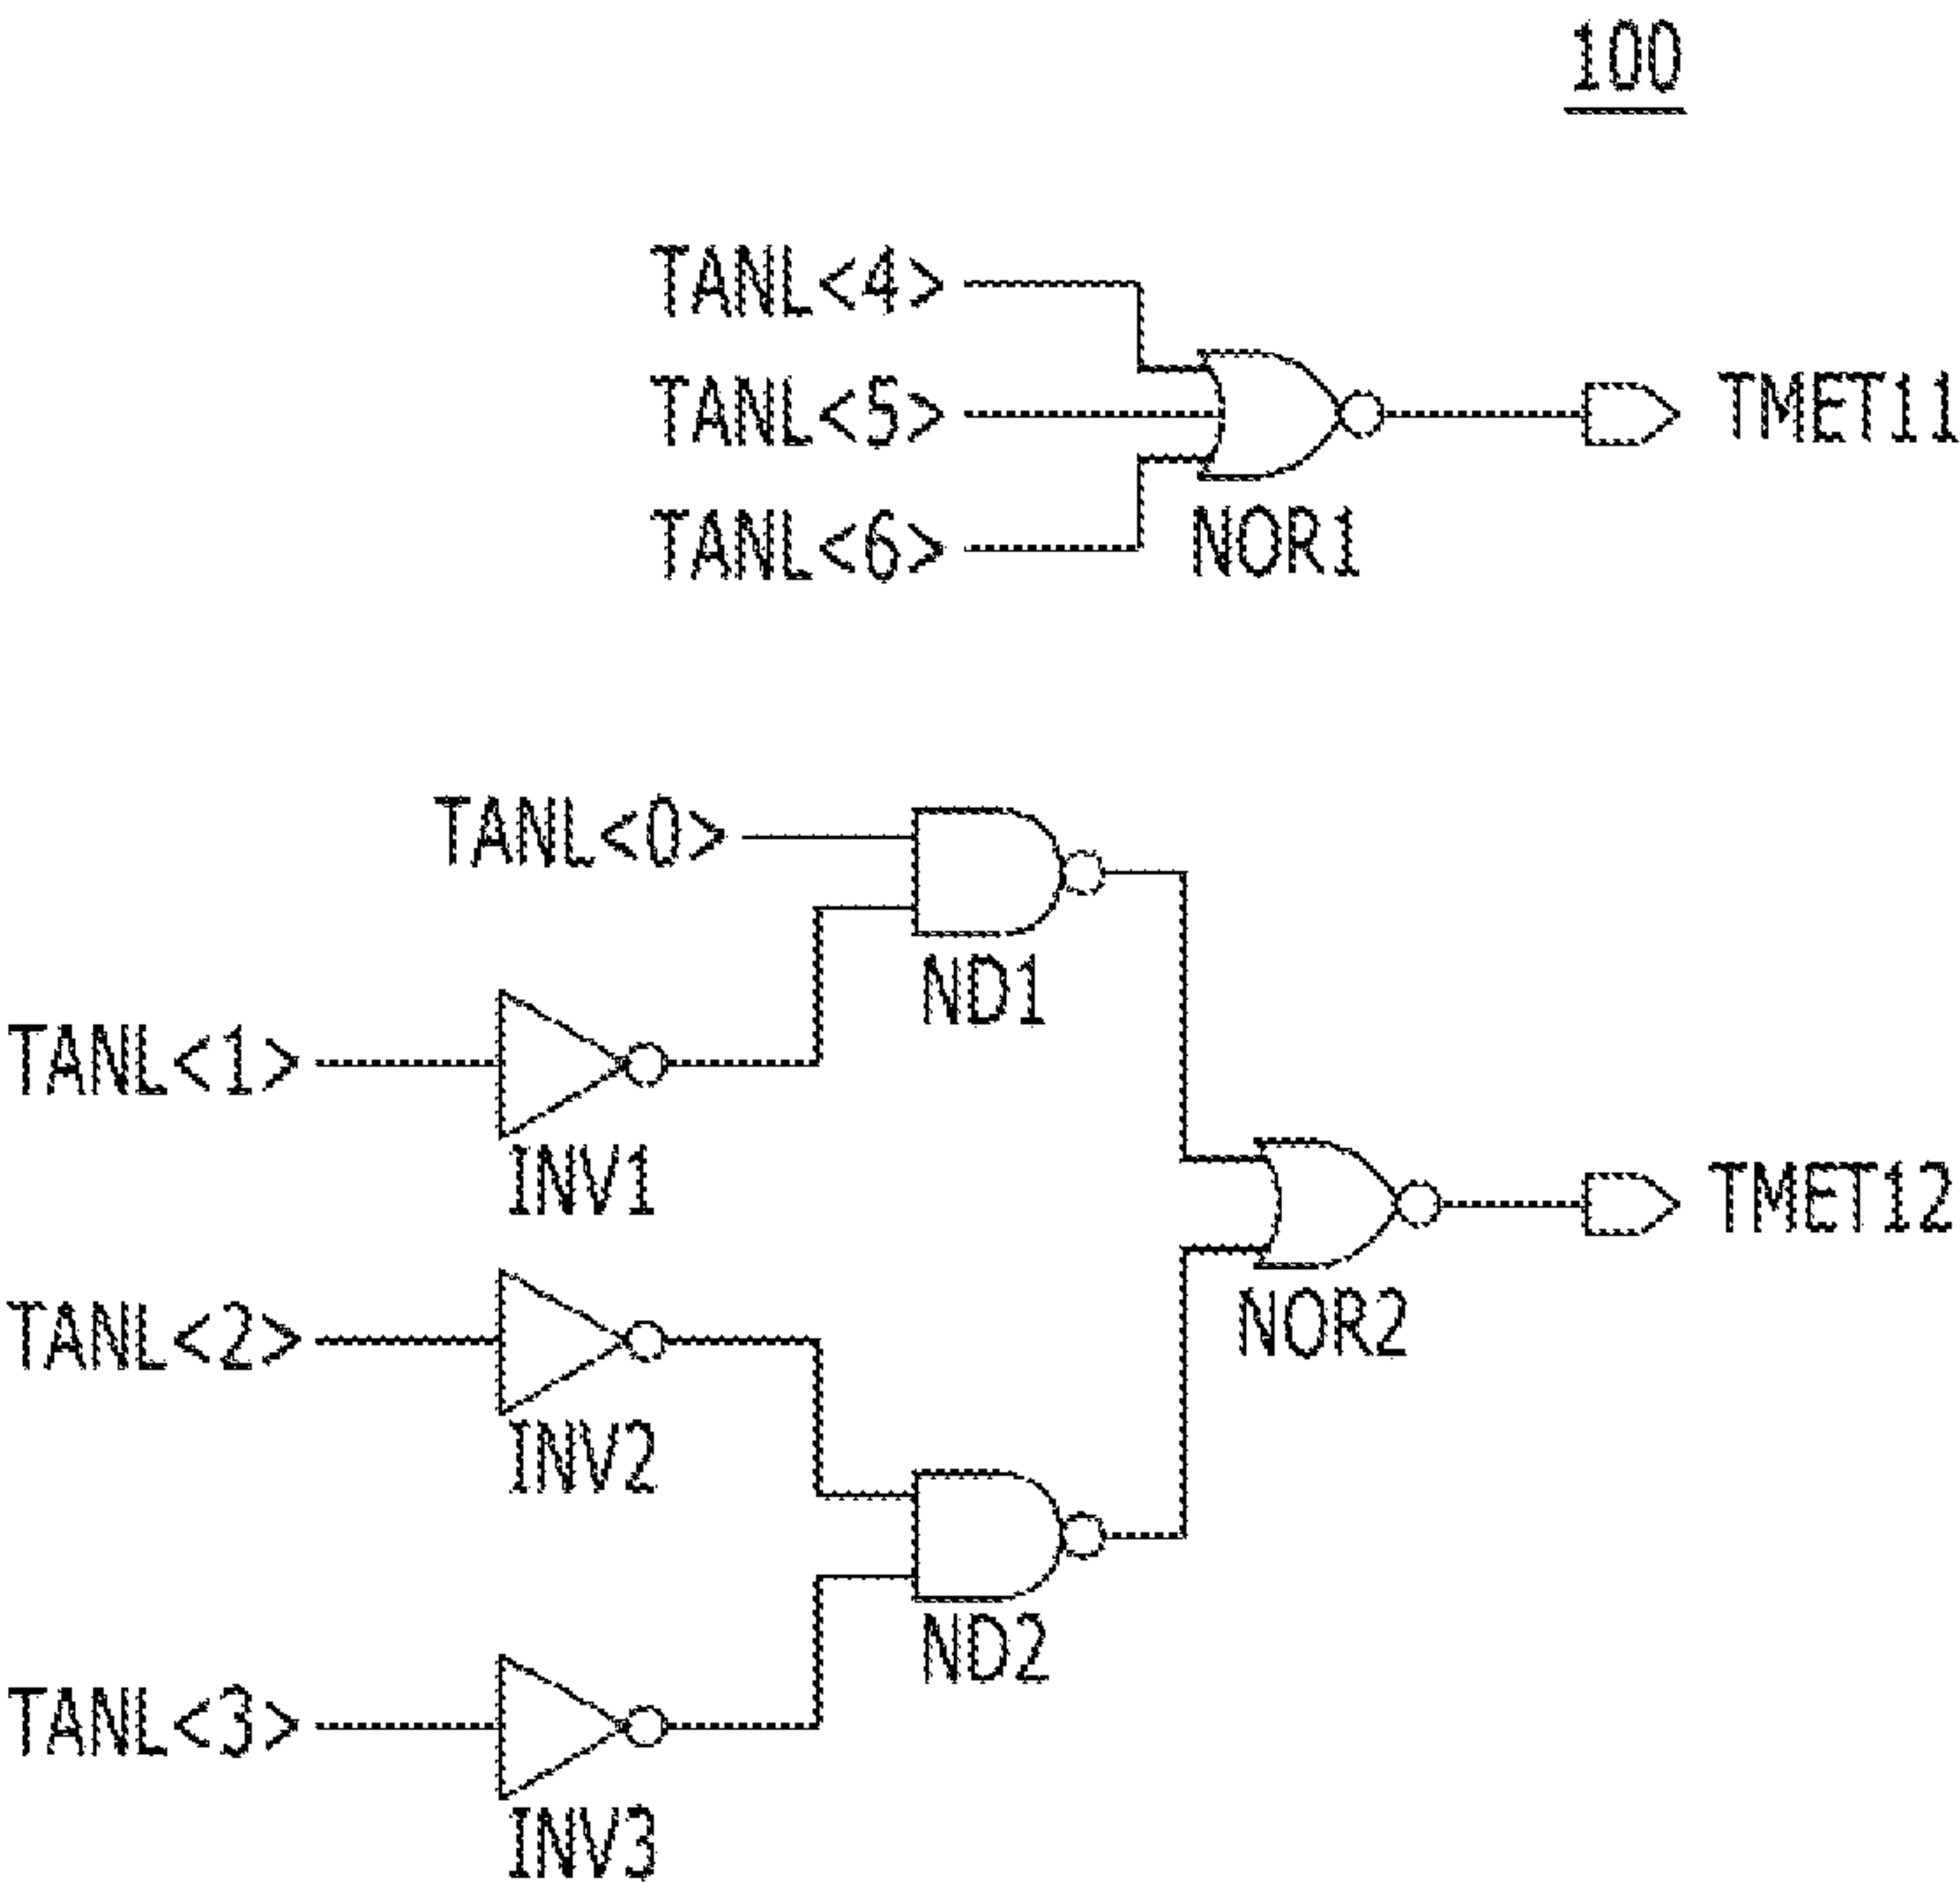 100
TANL<4>
TANL<5>
TMET11
TANL<6>
NOR1
TANL<0>
ND1
TANL<1>
INV1
TMET12
TANL<2>
NOR2
INV2
ND2
TANL<3>
INV3